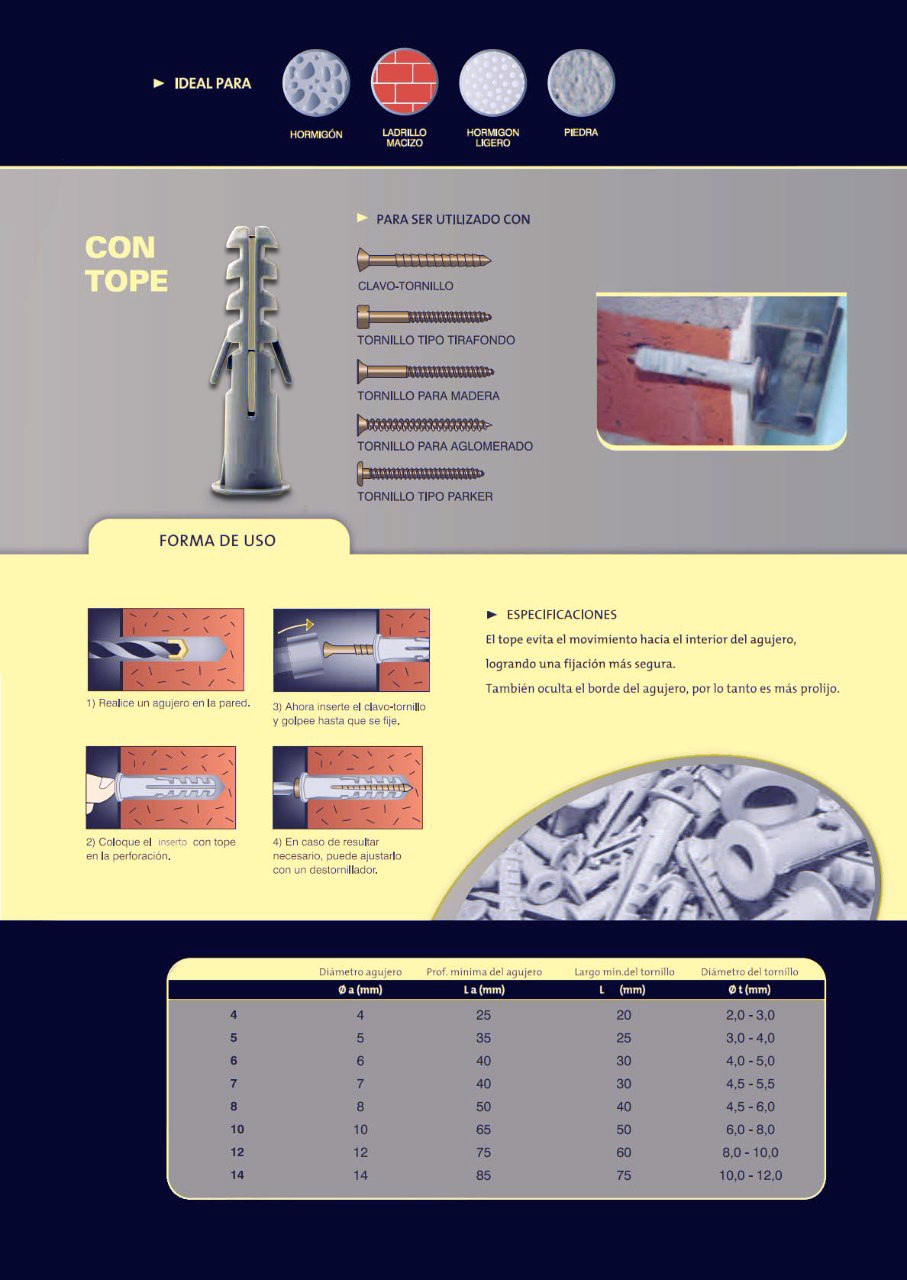 IDEAL PARA
HORMIGÓN
LADRILLO
MACIZO
HORMIGON
LIGERO
PIEDRA
CON
TOPE
PARA SER UTILIZADO CON
CLAVO-TORNILLO
TORNILLO TIPO TIRAFONDO
TORNILLO PARA MADERA
TORNILLO PARA AGLOMERADO
TORNILLO TIPO PARKER
FORMA DE USO
1) Realice un agujero en la pared.
2) Coloque el inserto con tope
en la perforación.
3) Ahora inserte el clavo-tornillo
y golpee hasta que se fije.
4) En caso de resultar
necesario, puede ajustarlo
con un destornillador.
ESPECIFICACIONES
El tope evita el movimiento hacia el interior del agujero,
logrando una fijación más segura.
También oculta el borde del agujero, por lo tanto es más prolijo.
Diámetro agujero Prof. mínima del agujero Largo min.del tornillo Diámetro del tornillo
Ø a (mm) L a (mm) L (mm) Ø t (mm)
4 4 25 20 2,0 - 3,0
5 5 35 25 3,0 - 4,0
6 6 40 30 4,0 - 5,0
7 7 40 30 4,5 - 5,5
8 8 50 40 4,5 - 6,0
10 10 65 50 6,0 - 8,0
12 12 75 60 8,0 - 10,0
14 14 85 75 10,0 - 12,0